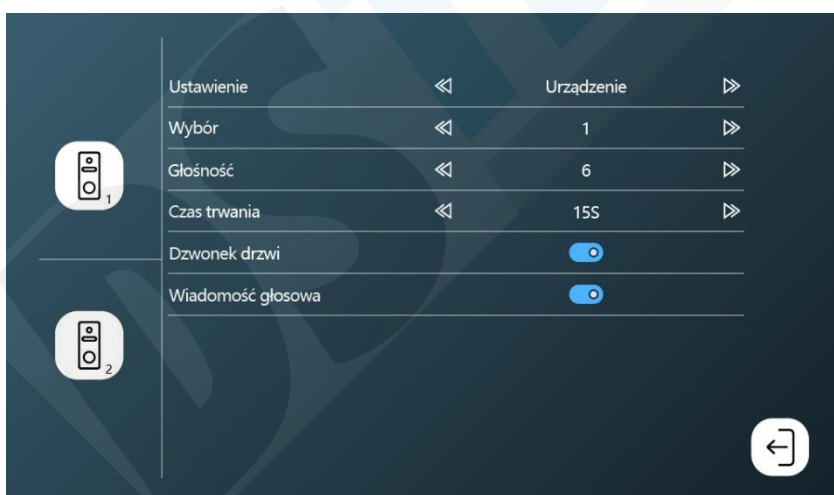 Ustawienie Urządzenie
Wybór 1
Głośność 6
Czas trwania 15S
Dzwonek drzwi
Wiadomość głosowa
1
2